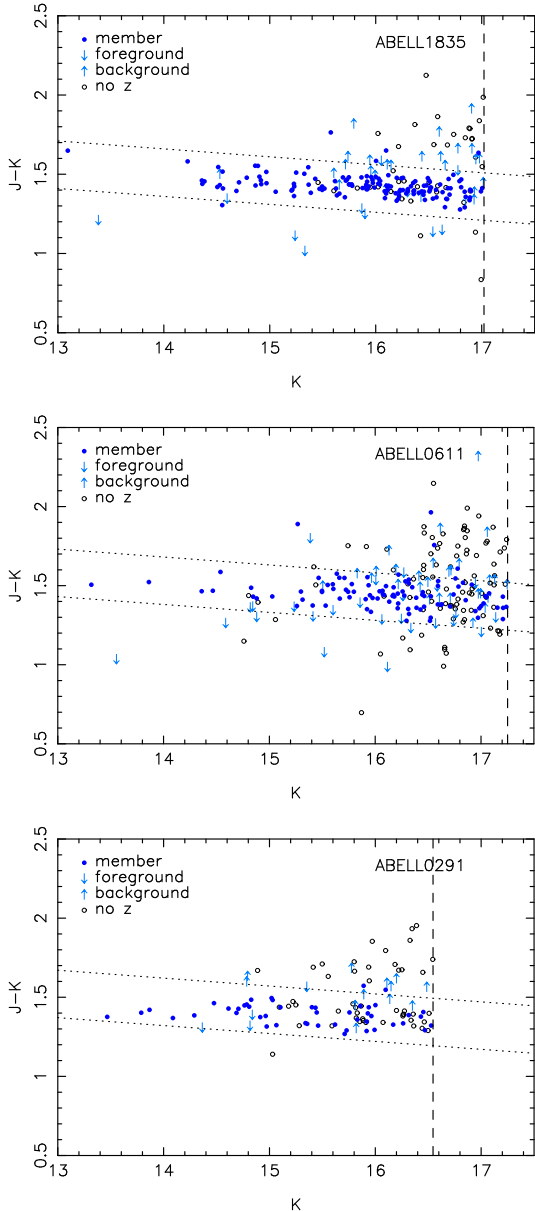 2.5
member
ABELL1835
foreground
background
no z
2
J−K
1.5
1
0.5
13 14 15 16 17
K
2.5
member
ABELL0611
foreground
background
no z
2
J−K
1.5
1
0.5
13 14 15 16 17
K
2.5
member
ABELL0291
foreground
background
no z
2
J−K
1.5
1
0.5
13 14 15 16 17
K